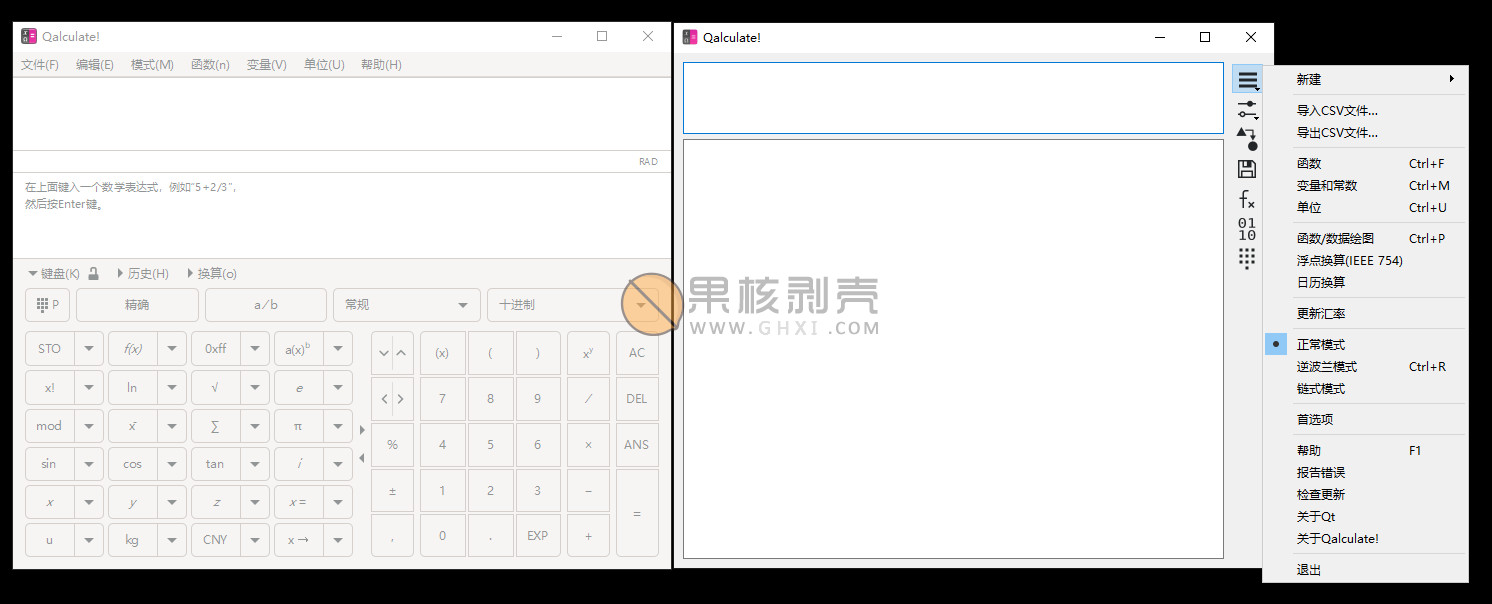 Qalculate!
文件(F) 编辑(E) 模式(M) 函数(n) 变量(V) 单位(U) 帮助(H)
RAD
在上面键入一个数学表达式，例如"5+2/3"，
然后按Enter键。
键盘(K) 历史(H) 换算(o)
P 精确 a/b 常规 十进制
STO f(x) 0xff a(x)ᵇ (x) ( ) xʸ AC
x! ln √ e 7 8 9 / DEL
mod x̄ ∑ π % 4 5 6 × ANS
sin cos tan i ± 1 2 3 −
x y z x= =
u kg CNY x→ , 0 . EXP +
Qalculate!
f×
01
10
新建
导入CSV文件...
导出CSV文件...
函数 Ctrl+F
变量和常数 Ctrl+M
单位 Ctrl+U
函数/数据绘图 Ctrl+P
浮点换算(IEEE 754)
日历换算
更新汇率
正常模式
逆波兰模式 Ctrl+R
链式模式
首选项
帮助 F1
报告错误
检查更新
关于Qt
关于Qalculate!
退出
果核剥壳
WWW.GHXI.COM